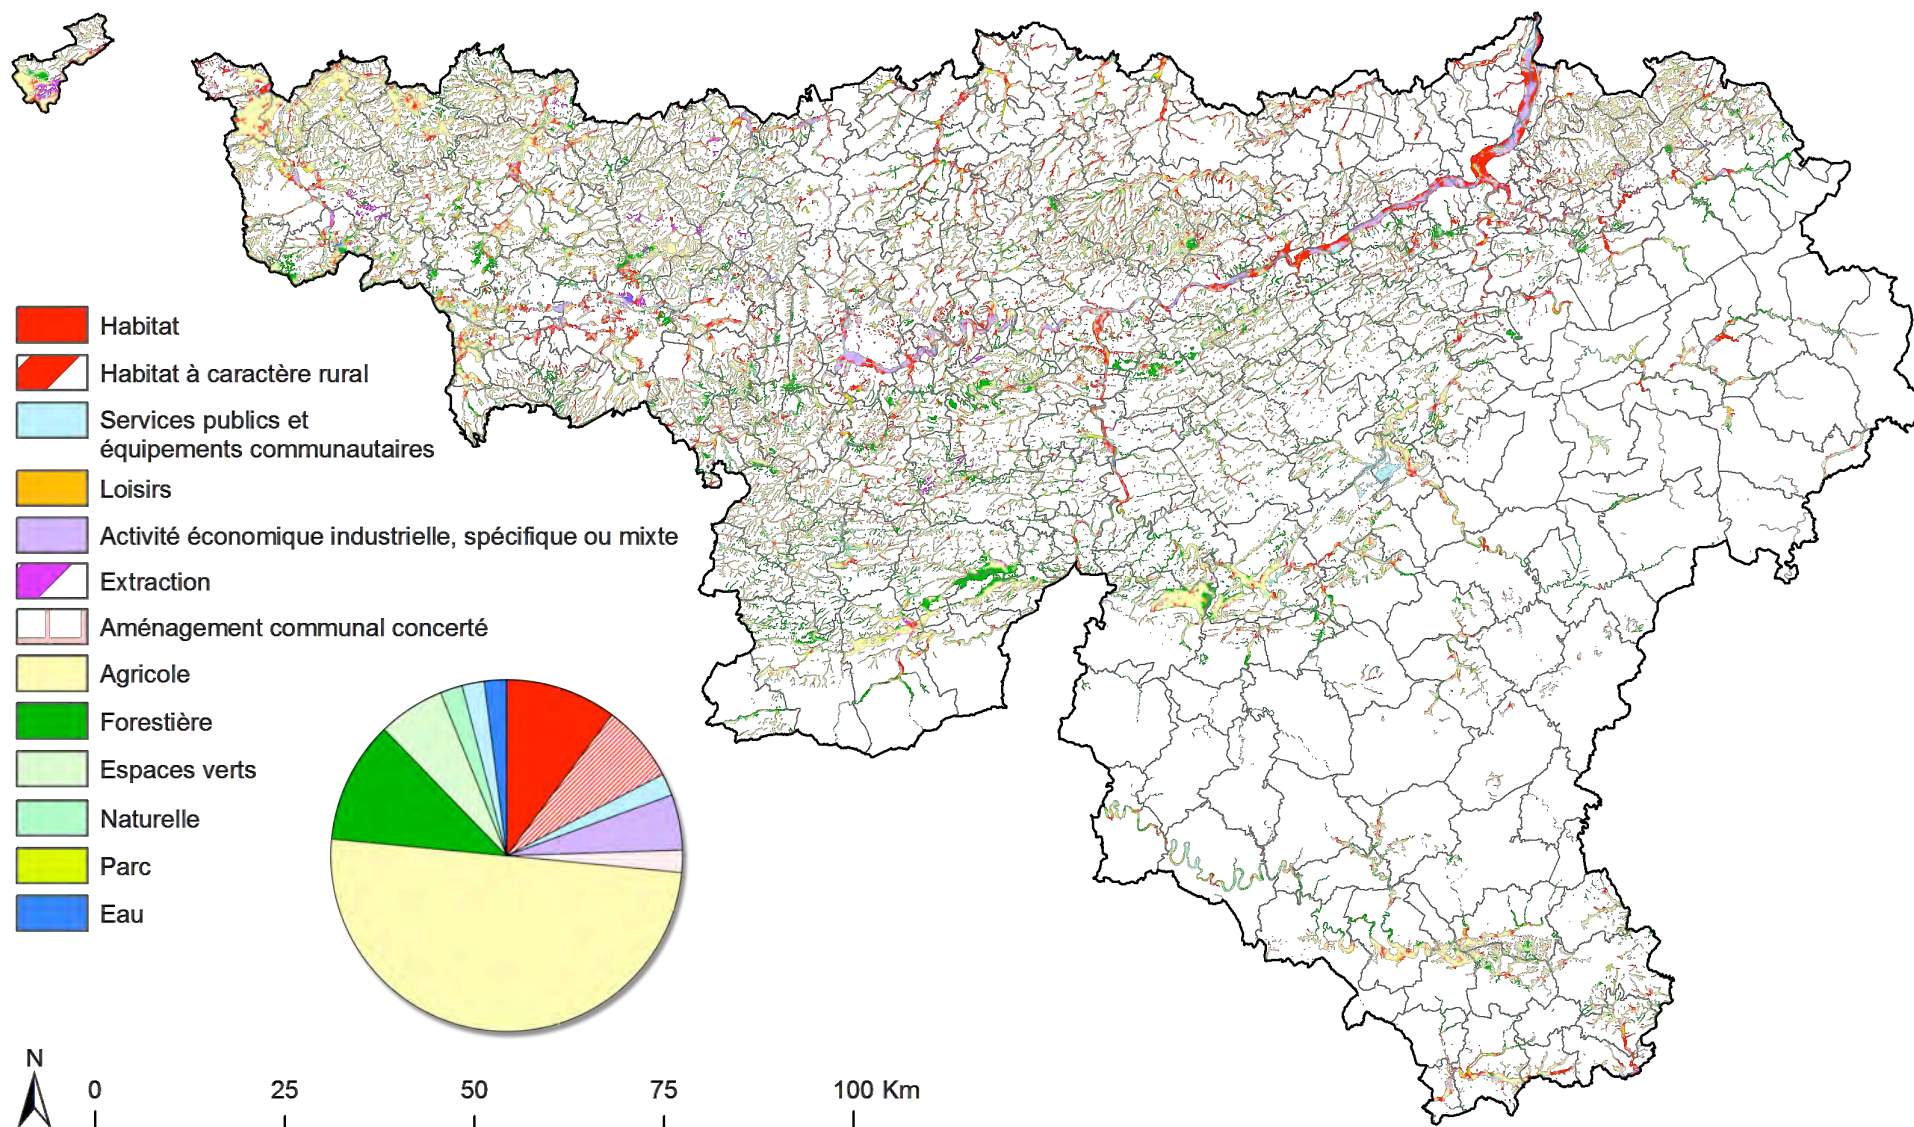 Habitat
Habitat à caractère rural
Services publics et
équipements communautaires
Loisirs
Activité économique industrielle, spécifique ou mixte
Extraction
Aménagement communal concerté
Agricole
Forestière
Espaces verts
Naturelle
Parc
Eau
N
0 25 50 75 100 Km